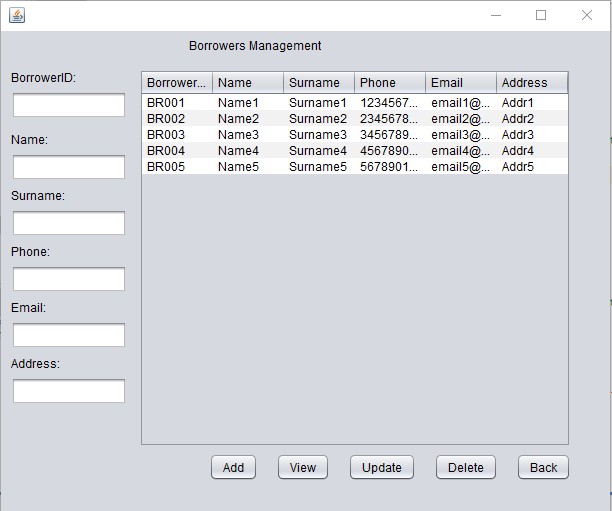 Borrowers Management
BorrowerID:
Name:
Surname:
Phone:
Email:
Address:
Borrower... Name Surname Phone Email Address
BR001 Name1 Surname1 1234567... email1@... Addr1
BR002 Name2 Surname2 2345678... email2@... Addr2
BR003 Name3 Surname3 3456789... email3@... Addr3
BR004 Name4 Surname4 4567890... email4@... Addr4
BR005 Name5 Surname5 5678901... email5@... Addr5
Add View Update Delete Back